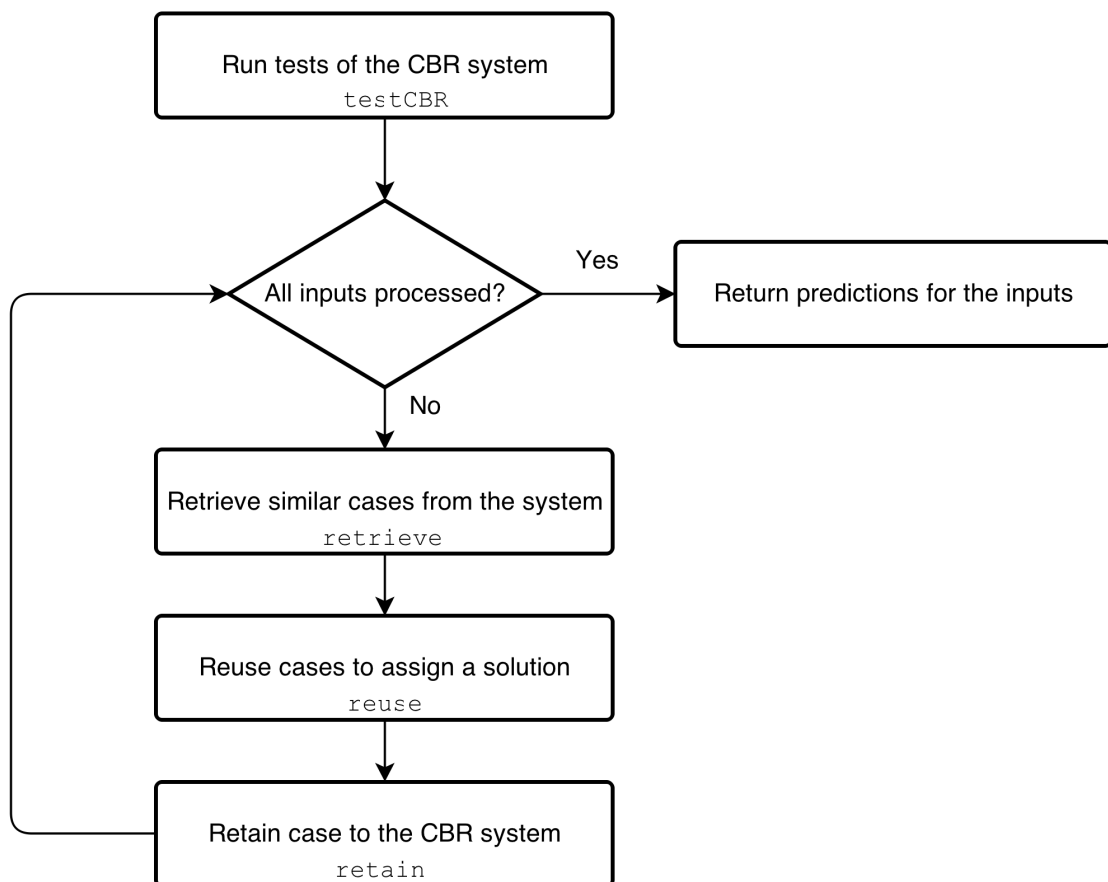 Run tests of the CBR system
testCBR
All inputs processed?
Yes
Return predictions for the inputs
No
Retrieve similar cases from the system
retrieve
Reuse cases to assign a solution
reuse
Retain case to the CBR system
retain